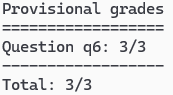 Provisional grades
==================
Question q6: 3/3
------------------
Total: 3/3